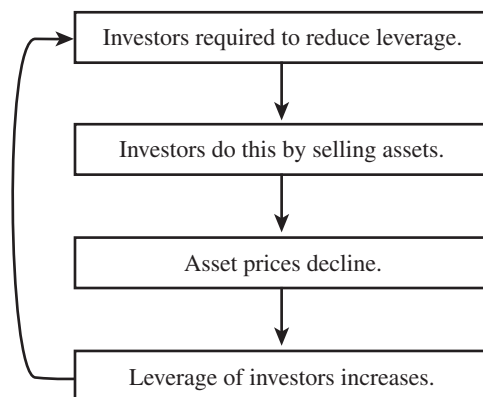 Investors required to reduce leverage.
Investors do this by selling assets.
Asset prices decline.
Leverage of investors increases.